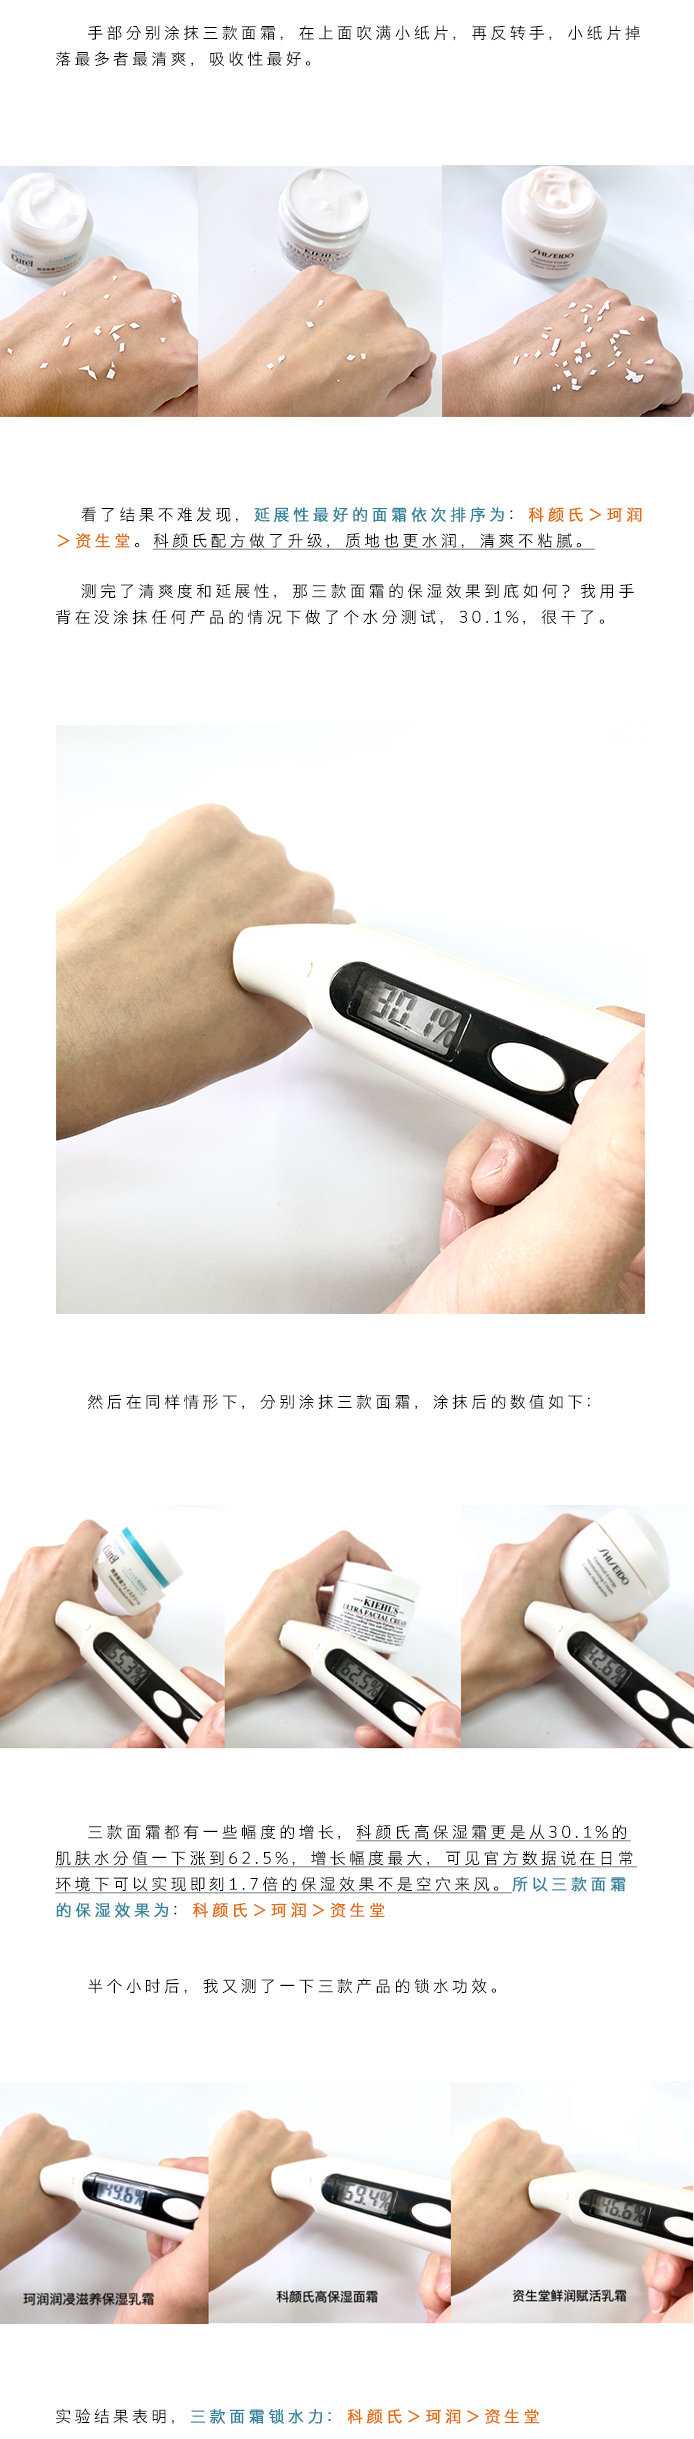 手部分别涂抹三款面霜，在上面吹满小纸片，再反转手，小纸片掉
落最多者最清爽，吸收性最好。
Curél
KIEHL'S
SHISEIDO
看了结果不难发现，延展性最好的面霜依次排序为：科颜氏＞珂润
＞资生堂。科颜氏配方做了升级，质地也更水润，清爽不粘腻。
测完了清爽度和延展性，那三款面霜的保湿效果到底如何？我用手
背在没涂抹任何产品的情况下做了个水分测试，30.1%，很干了。
30.1%
然后在同样情形下，分别涂抹三款面霜，涂抹后的数值如下：
Curél
55.3%
KIEHL'S
ULTRA FACIAL CREAM
62.5%
SHISEIDO
42.6%
三款面霜都有一些幅度的增长，科颜氏高保湿霜更是从30.1%的
肌肤水分值一下涨到62.5%，增长幅度最大，可见官方数据说在日常
环境下可以实现即刻1.7倍的保湿效果不是空穴来风。所以三款面霜
的保湿效果为：科颜氏＞珂润＞资生堂
半个小时后，我又测了一下三款产品的锁水功效。
49.6%
59.4%
46.6%
珂润润浸滋养保湿乳霜
科颜氏高保湿面霜
资生堂鲜润赋活乳霜
实验结果表明，三款面霜锁水力：科颜氏＞珂润＞资生堂